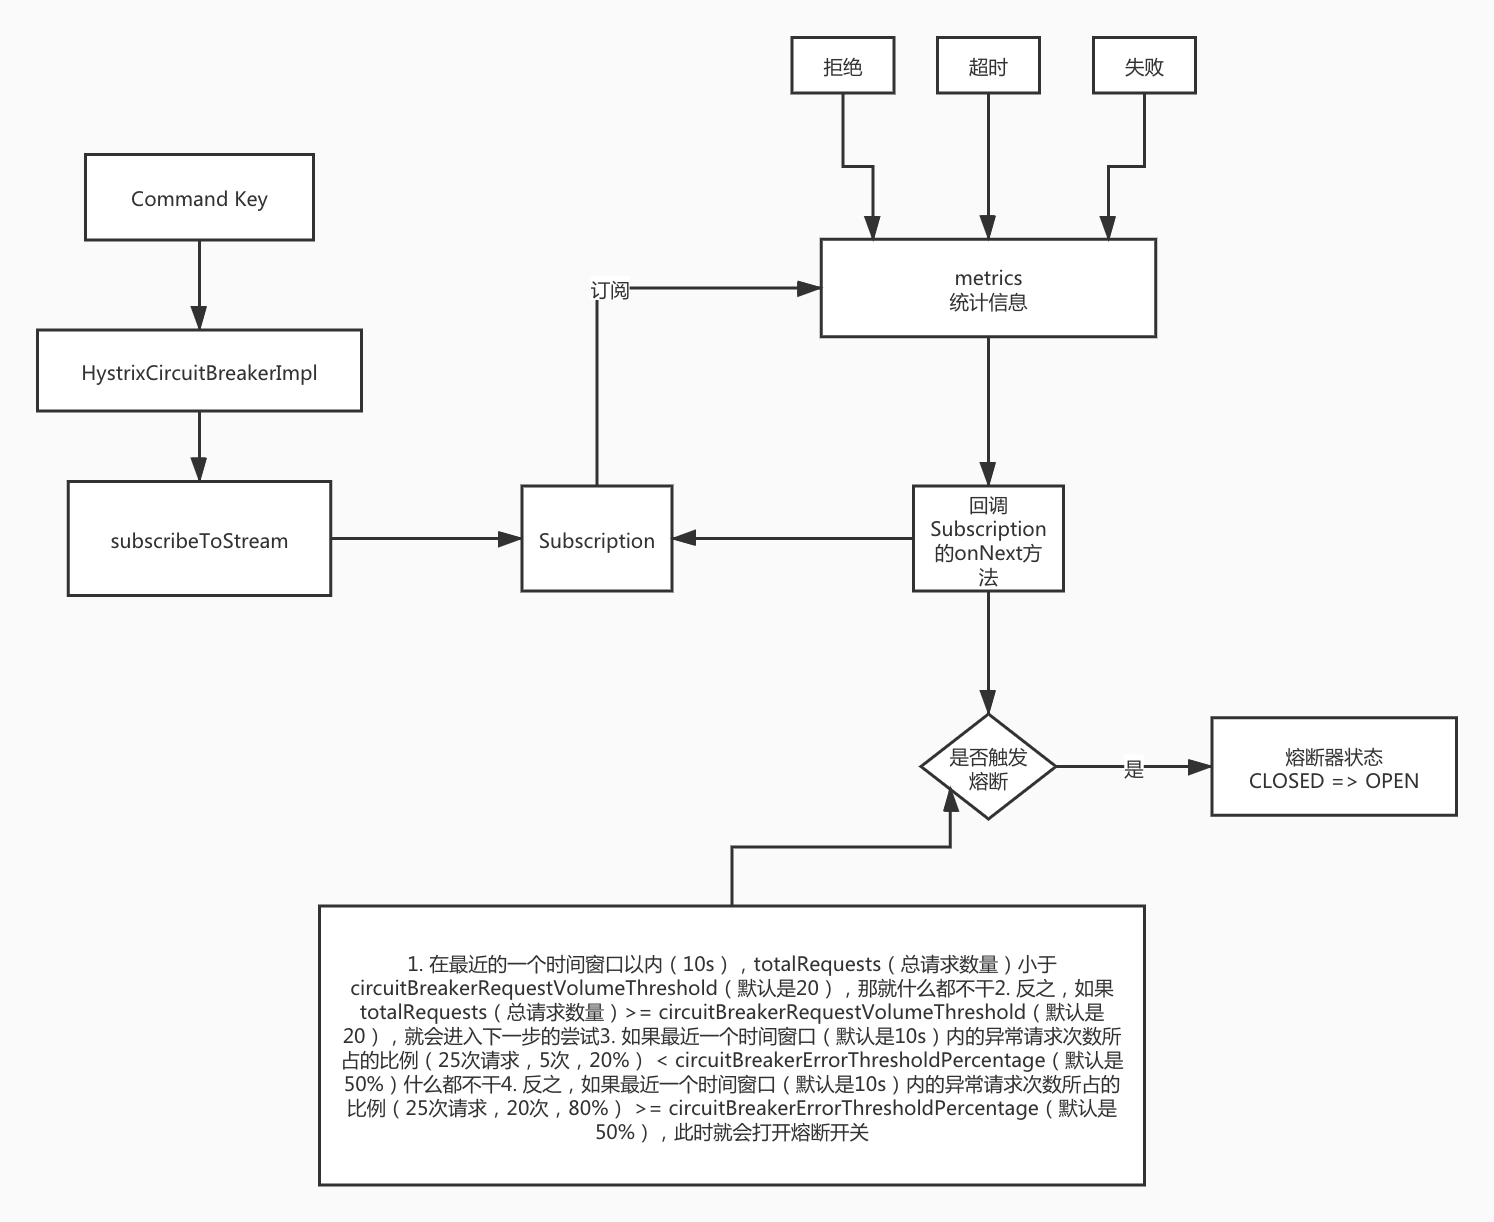 拒绝
超时
失败
Command Key
metrics
统计信息
订阅
HystrixCircuitBreakerImpl
subscribeToStream
Subscription
回调
Subscription
的onNext方
法
是否触发
熔断
是
熔断器状态
CLOSED => OPEN
1. 在最近的一个时间窗口以内（10s），totalRequests（总请求数量）小于
circuitBreakerRequestVolumeThreshold（默认是20），那就什么都不干2. 反之，如果
totalRequests（总请求数量）>= circuitBreakerRequestVolumeThreshold（默认是
20），就会进入下一步的尝试3. 如果最近一个时间窗口（默认是10s）内的异常请求次数所
占的比例（25次请求，5次，20%） < circuitBreakerErrorThresholdPercentage（默认是
50%）什么都不干4. 反之，如果最近一个时间窗口（默认是10s）内的异常请求次数所占的
比例（25次请求，20次，80%） >= circuitBreakerErrorThresholdPercentage（默认是
50%），此时就会打开熔断开关